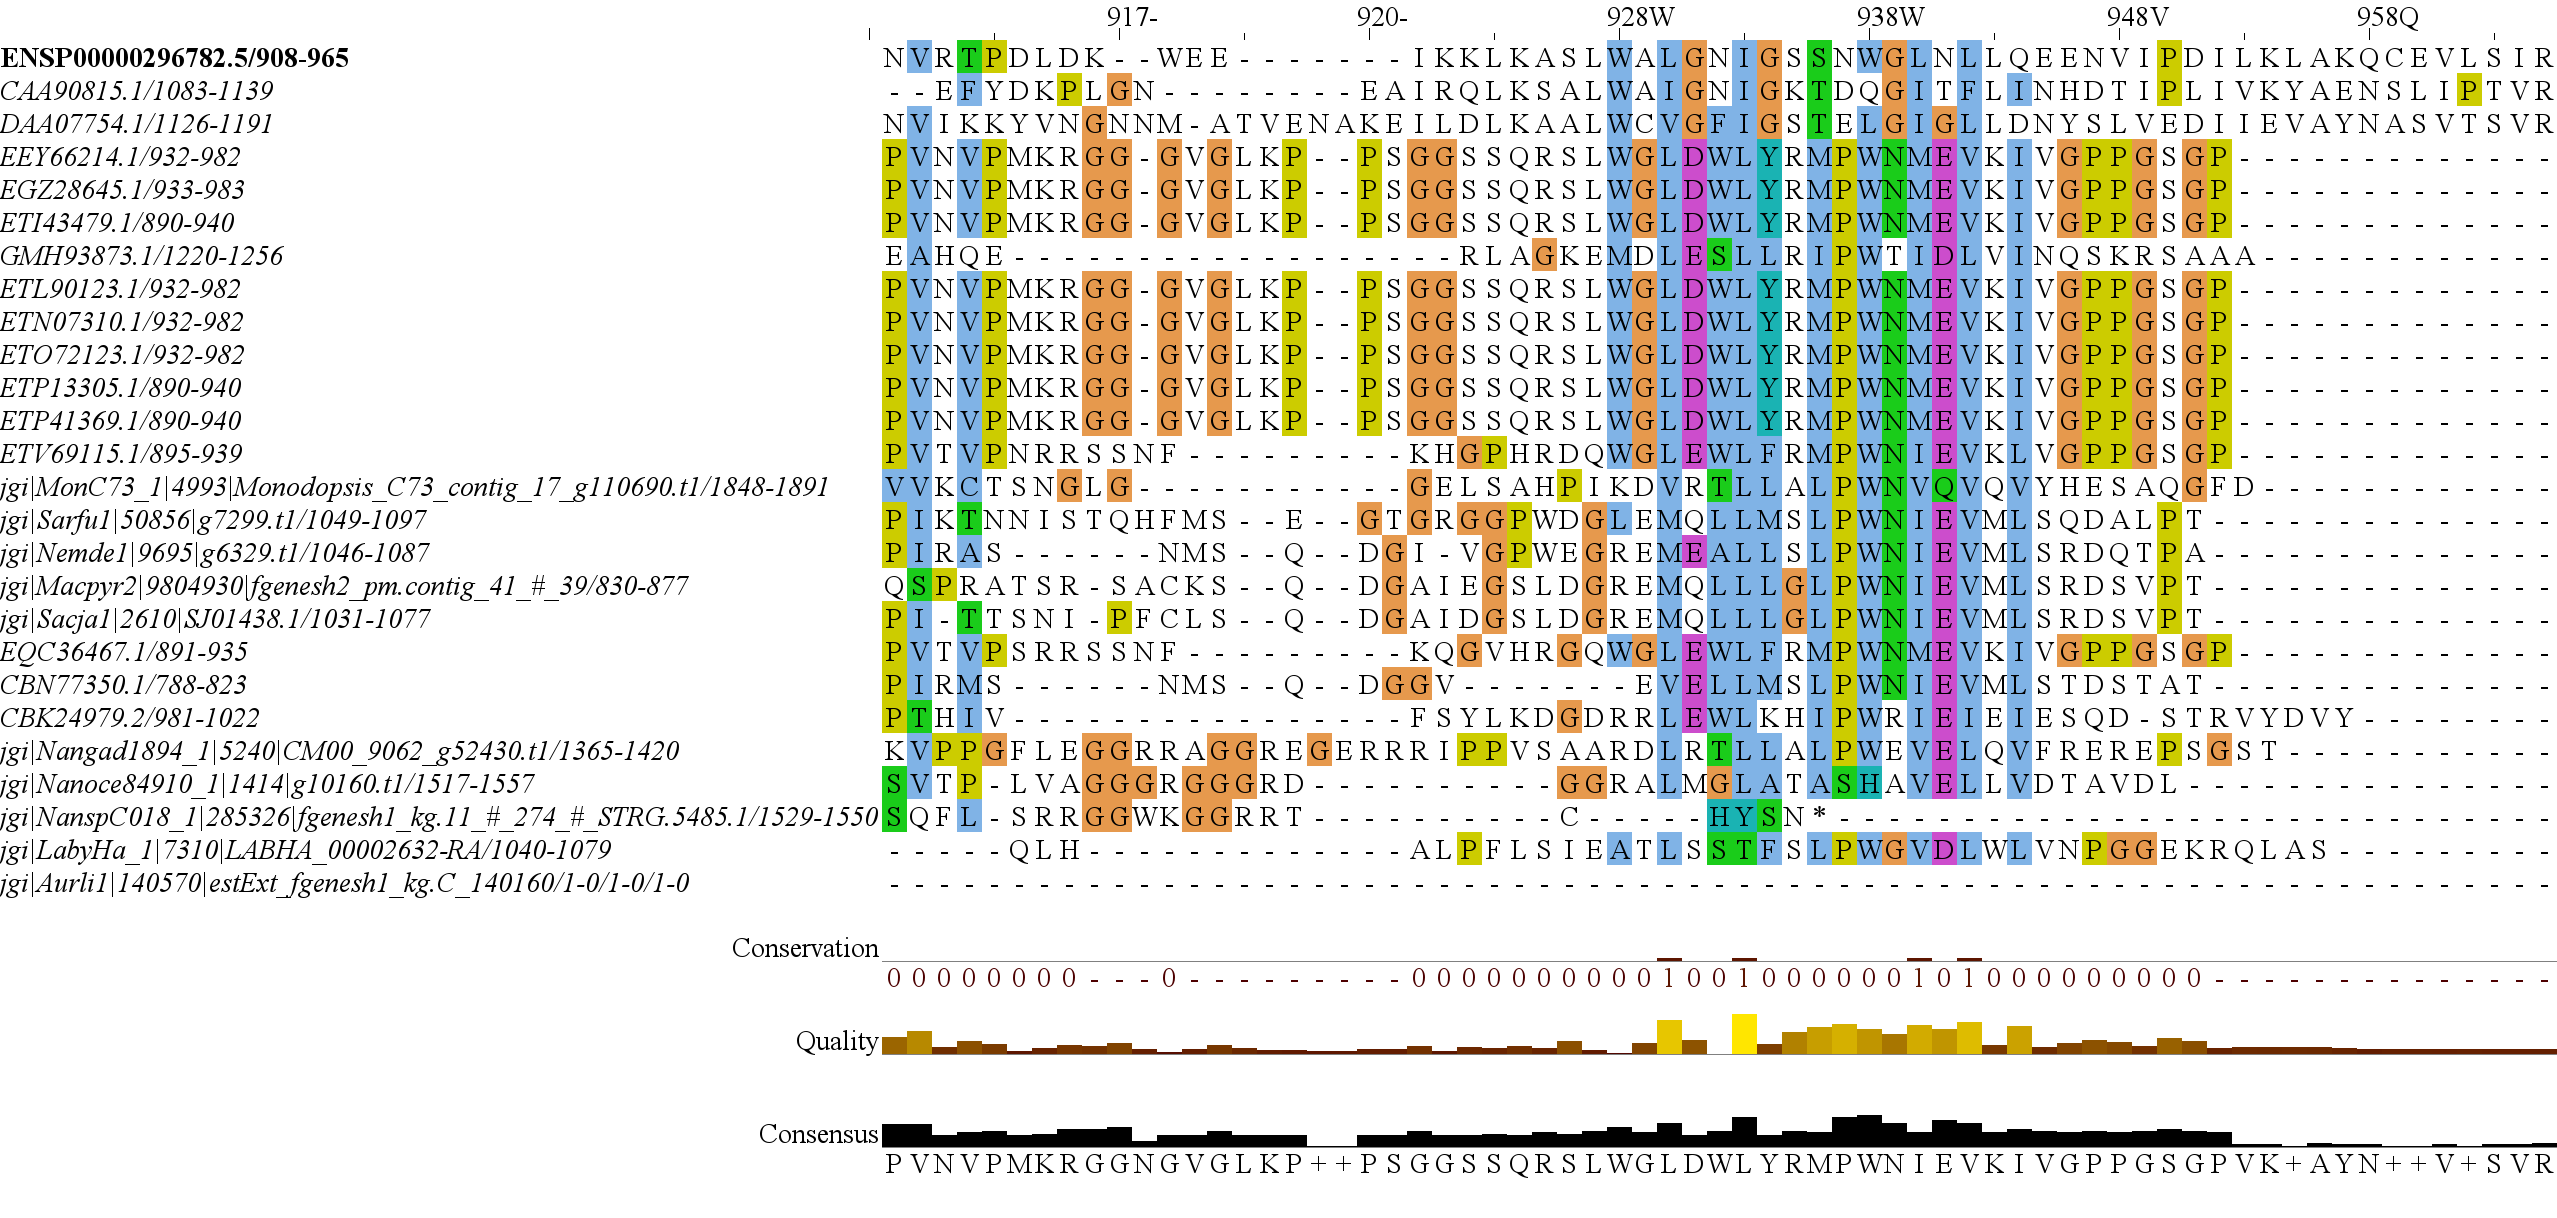 917- 920- 928W 938W 948V 958Q
ENSP00000296782.5/908-965 NVRTPDLDK--WEE-------IKKLKASLWALGNIGSSNWGLNLLQEENVIPDILKLAKQCEVLSIR
CAA90815.1/1083-1139 --EFYDKPLGN--------EAIRQLKSALWAIGNIGKTDQGITFLINHDTIPLIVKYAENSLIPTVR
DAA07754.1/1126-1191 NVIKKYVNGNNM-ATVENAKEILDLKAALWCVGFIGSTELGIGLLDNYSLVEDIIEVAYNASVTSVR
EEY66214.1/932-982 PVNVPMKRGG-GVGLKP--PSGGSSQRSLWGLDWLYRMPWNMEVKIVGPPGSGP-------------
EGZ28645.1/933-983 PVNVPMKRGG-GVGLKP--PSGGSSQRSLWGLDWLYRMPWNMEVKIVGPPGSGP-------------
ETI43479.1/890-940 PVNVPMKRGG-GVGLKP--PSGGSSQRSLWGLDWLYRMPWNMEVKIVGPPGSGP-------------
GMH93873.1/1220-1256 EAHQE------------------RLAGKEMDLESLLRIPWTIDLVINQSKRSAAA------------
ETL90123.1/932-982 PVNVPMKRGG-GVGLKP--PSGGSSQRSLWGLDWLYRMPWNMEVKIVGPPGSGP-------------
ETN07310.1/932-982 PVNVPMKRGG-GVGLKP--PSGGSSQRSLWGLDWLYRMPWNMEVKIVGPPGSGP-------------
ETO72123.1/932-982 PVNVPMKRGG-GVGLKP--PSGGSSQRSLWGLDWLYRMPWNMEVKIVGPPGSGP-------------
ETP13305.1/890-940 PVNVPMKRGG-GVGLKP--PSGGSSQRSLWGLDWLYRMPWNMEVKIVGPPGSGP-------------
ETP41369.1/890-940 PVNVPMKRGG-GVGLKP--PSGGSSQRSLWGLDWLYRMPWNMEVKIVGPPGSGP-------------
ETV69115.1/895-939 PVTVPNRRSSNF---------KHGPHRDQWGLEWLFRMPWNIEVKLVGPPGSGP-------------
jgi|MonC73_1|4993|Monodopsis_C73_contig_17_g110690.t1/1848-1891 VVKCTSNGLG-----------GELSAHPIKDVRTLLALPWNVQVQVYHESAQGFD------------
jgi|Sarfu1|50856|g7299.t1/1049-1097 PIKTNNISTQHFMS--E--GTGRGGPWDGLEMQLLMSLPWNIEVMLSQDALPT--------------
jgi|Nemde1|9695|g6329.t1/1046-1087 PIRAS------NMS--Q--DGI-VGPWEGREMEALLSLPWNIEVMLSRDQTPA--------------
jgi|Macpyr2|9804930|fgenesh2_pm.contig_41_#_39/830-877 QSPRATSR-SACKS--Q--DGAIEGSLDGREMQLLLGLPWNIEVMLSRDSVPT--------------
jgi|Sacja1|2610|SJ01438.1/1031-1077 PI-TTSNI-PFCLS--Q--DGAIDGSLDGREMQLLLGLPWNIEVMLSRDSVPT--------------
EQC36467.1/891-935 PVTVPSRRSSNF---------KQGVHRGQWGLEWLFRMPWNMEVKIVGPPGSGP-------------
CBN77350.1/788-823 PIRMS------NMS--Q--DGGV-------EVELLMSLPWNIEVMLSTDSTAT--------------
CBK24979.2/981-1022 PTHIV----------------FSYLKDGDRRLEWLKHIPWRIEIEIESQD-STRVYDVY--------
jgi|Nangad1894_1|5240|CM00_9062_g52430.t1/1365-1420 KVPPGFLEGGRRAGGREGERRRIPPVSAARDLRTLLALPWEVELQVFREREPSGST-----------
jgi|Nanoce84910_1|1414|g10160.t1/1517-1557 SVTP-LVAGGGRGGGRD----------GGRALMGLATASHAVELLVDTAVDL---------------
jgi|NanspC018_1|285326|fgenesh1_kg.11_#_274_#_STRG.5485.1/1529-1550 SQFL-SRRGGWKGGRRT----------C-----HYSN*-----------------------------
jgi|LabyHa_1|7310|LABHA_00002632-RA/1040-1079 -----QLH-------------ALPFLSIEATLSSTFSLPWGVDLWLVNPGGEKRQLAS---------
jgi|Aurli1|140570|estExt_fgenesh1_kg.C_140160/1-0/1-0/1-0 -------------------------------------------------------------------
Conservation
00000000---0---------00000000001001000000101000000000--------------
Quality
Consensus
PVNVPMKRGGNGVGLKP++PSGGSSQRSLWGLDWLYRMPWNIEVKIVGPPGSGPVK+AYN++V+SVR